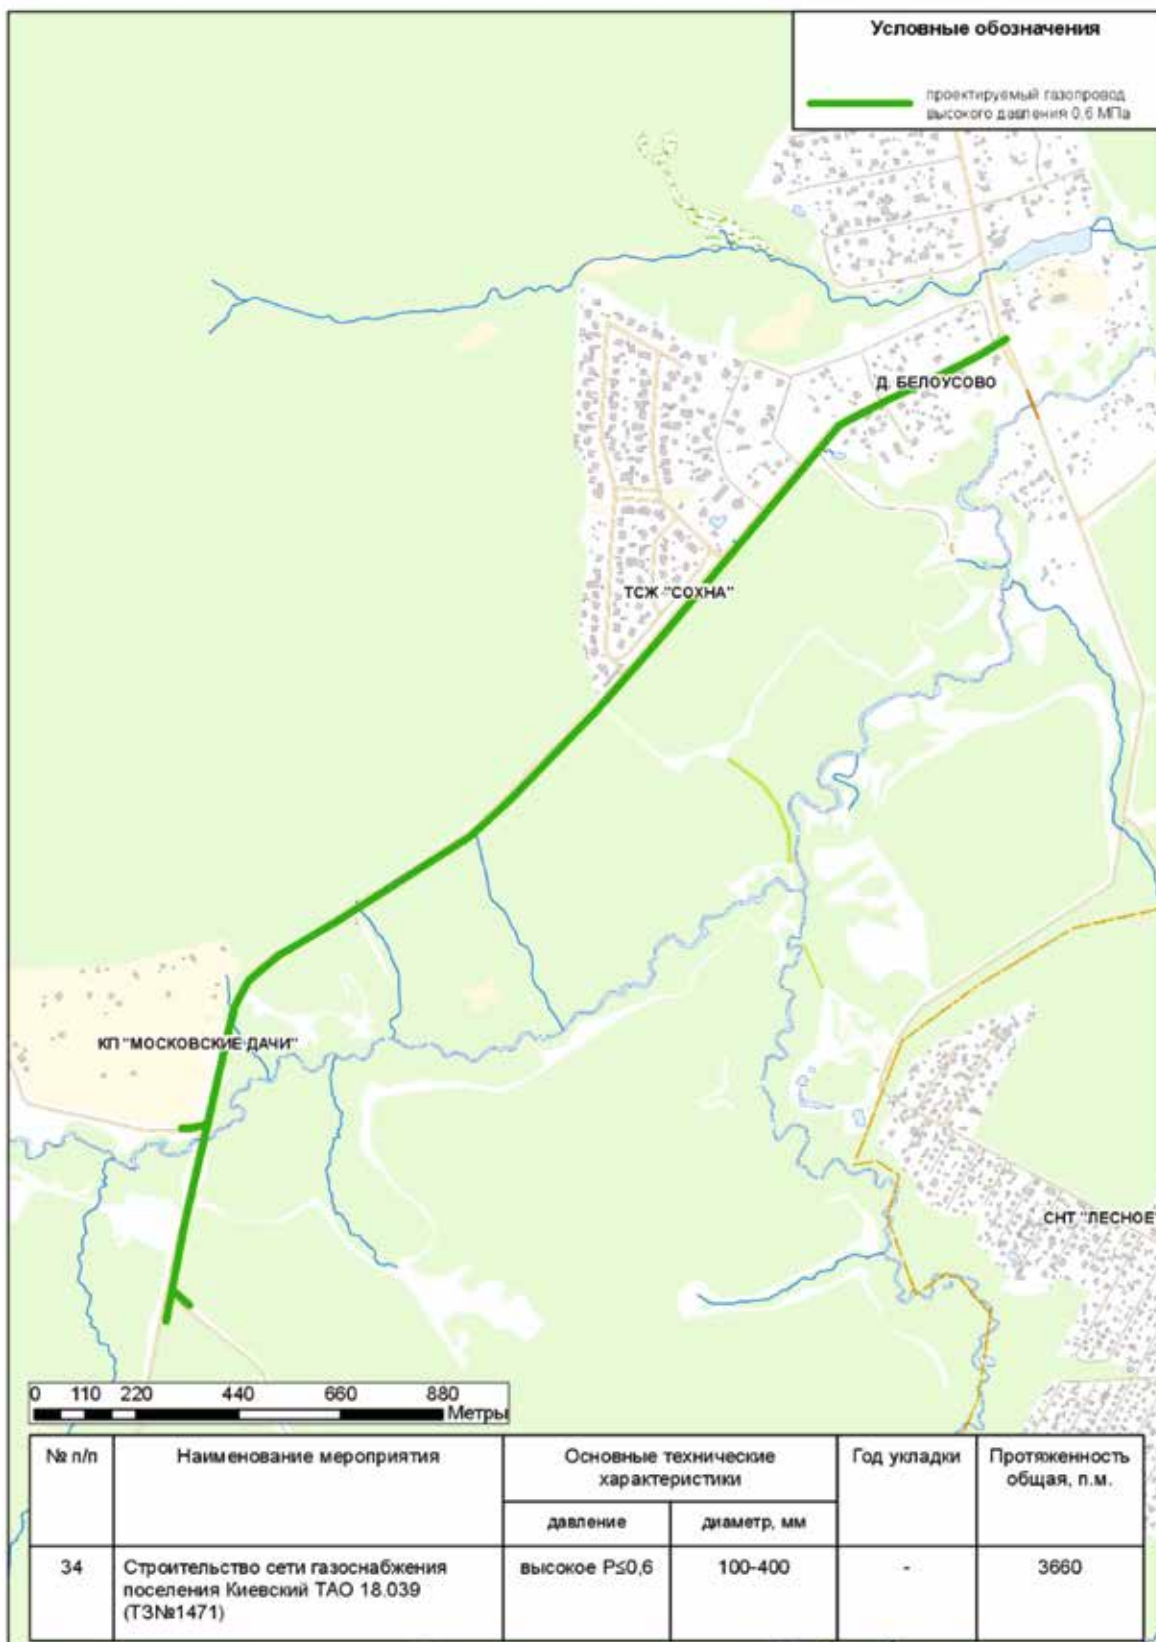 Условные обозначения
проектируемый газопровод
высокого давления 0,6 МПа
Д. БЕЛОУСОВО
ТСЖ "СОХНА"
КП "МОСКОВСКИЕ ДАЧИ"
СНТ "ЛЕСНОЕ"
0 110 220 440 660 880
Метры
№ п/п Наименование мероприятия Основные технические характеристики Год укладки Протяженность общая, п.м.
давление диаметр, мм
34 Строительство сети газоснабжения поселения Киевский ТАО 18.039 (ТЗ№1471) высокое P≤0,6 100-400 - 3660